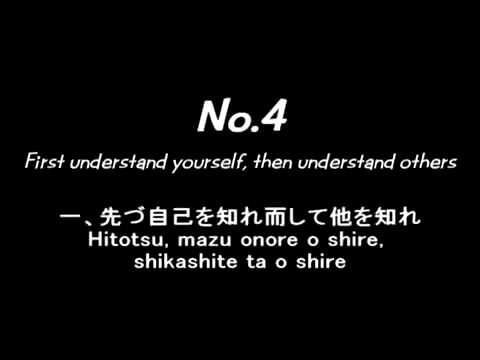 No.4
First understand yourself, then understand others
一、先づ自己を知れ而して他を知れ
Hitotsu, mazu onore o shire,
shikashite ta o shire